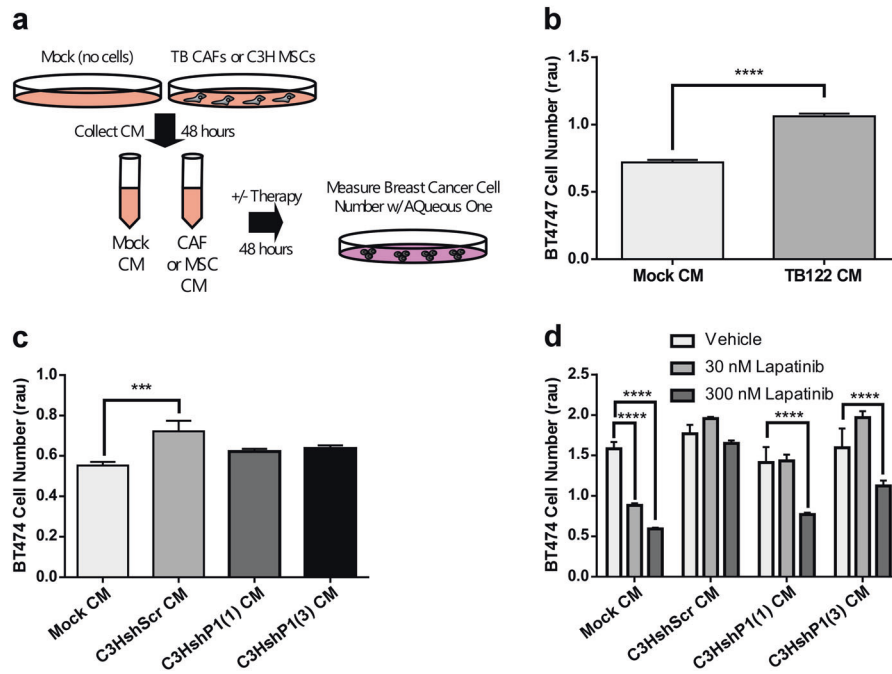 a
Mock (no cells)
TB CAFs or C3H MSCs
Collect CM
48 hours
Mock
CM
CAF
or MSC
CM
+/- Therapy
48 hours
Measure Breast Cancer Cell
Number w/AQueous One
b
BT4747 Cell Number (rau)
1.5
1.0
0.5
0.0
****
Mock CM
TB122 CM
c
BT474 Cell Number (rau)
1.0
0.8
0.6
0.4
0.2
0.0
***
Mock CM
C3HshScr CM
C3HshP1(1) CM
C3HshP1(3) CM
d
Vehicle
30 nM Lapatinib
300 nM Lapatinib
BT474 Cell Number (rau)
2.5
2.0
1.5
1.0
0.5
0.0
****
****
****
****
Mock CM
C3HshScr CM
C3HshP1(1) CM
C3HshP1(3) CM